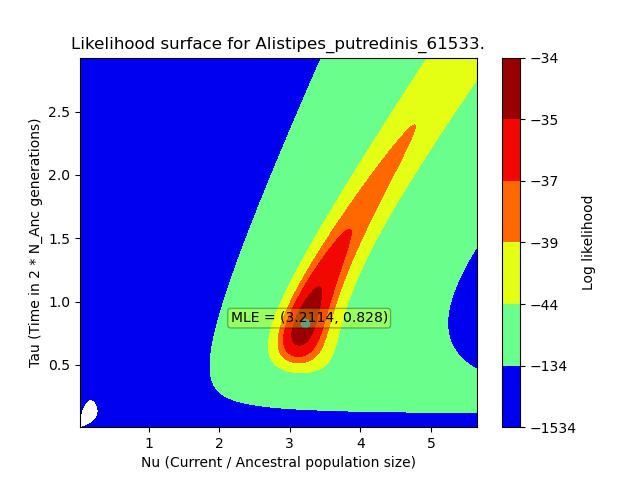 Likelihood surface for Alistipes_putredinis_61533.
Tau (Time in 2 * N_Anc generations)
2.5
2.0
1.5
1.0
0.5
MLE = (3.2114, 0.828)
1 2 3 4 5
Nu (Current / Ancestral population size)
−34
−35
−37
−39
−44
−134
−1534
Log likelihood